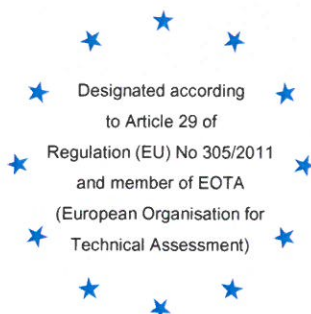 Designated according
to Article 29 of
Regulation (EU) No 305/2011
and member of EOTA
(European Organisation for
Technical Assessment)